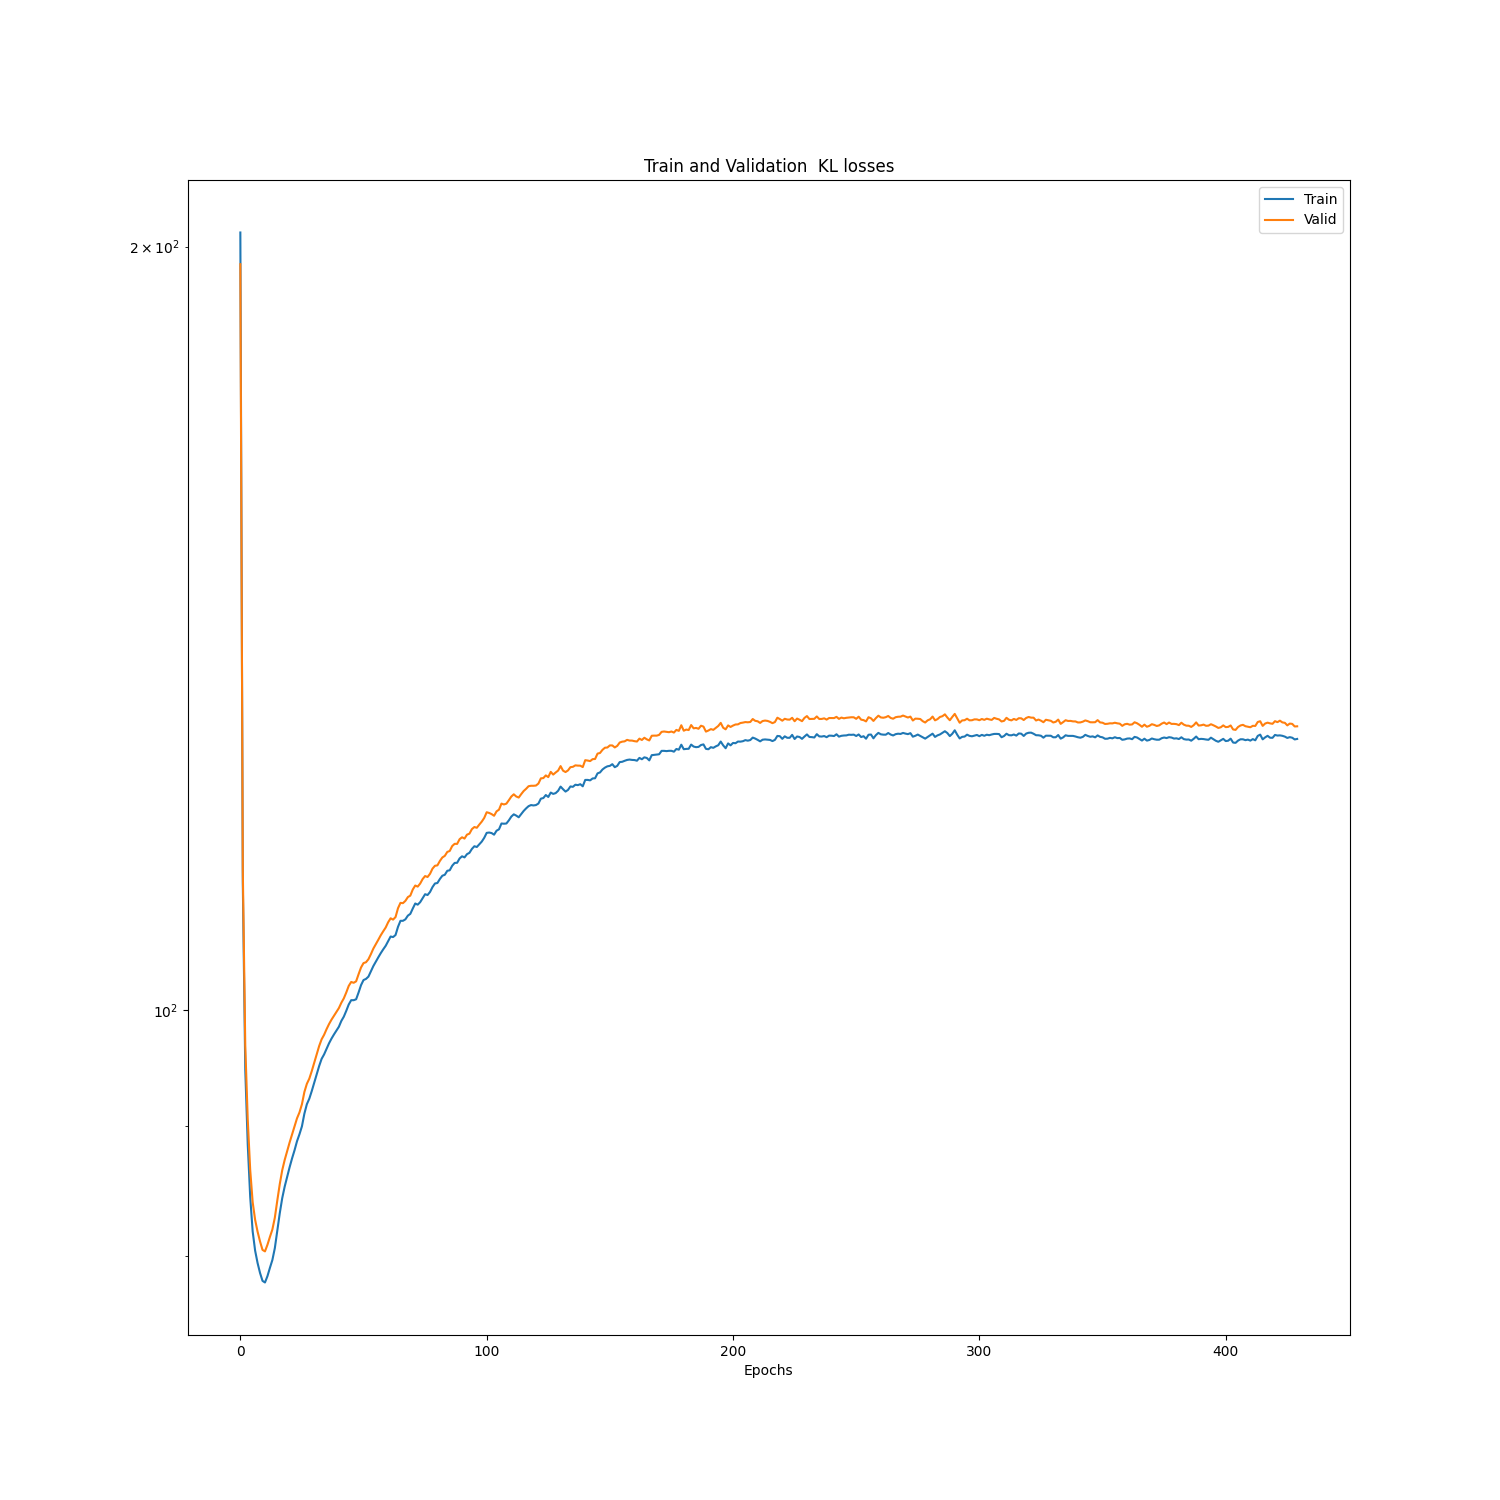 Train and Validation  KL losses
Train
Valid
2 × 10²
10²
0 100 200 300 400
Epochs